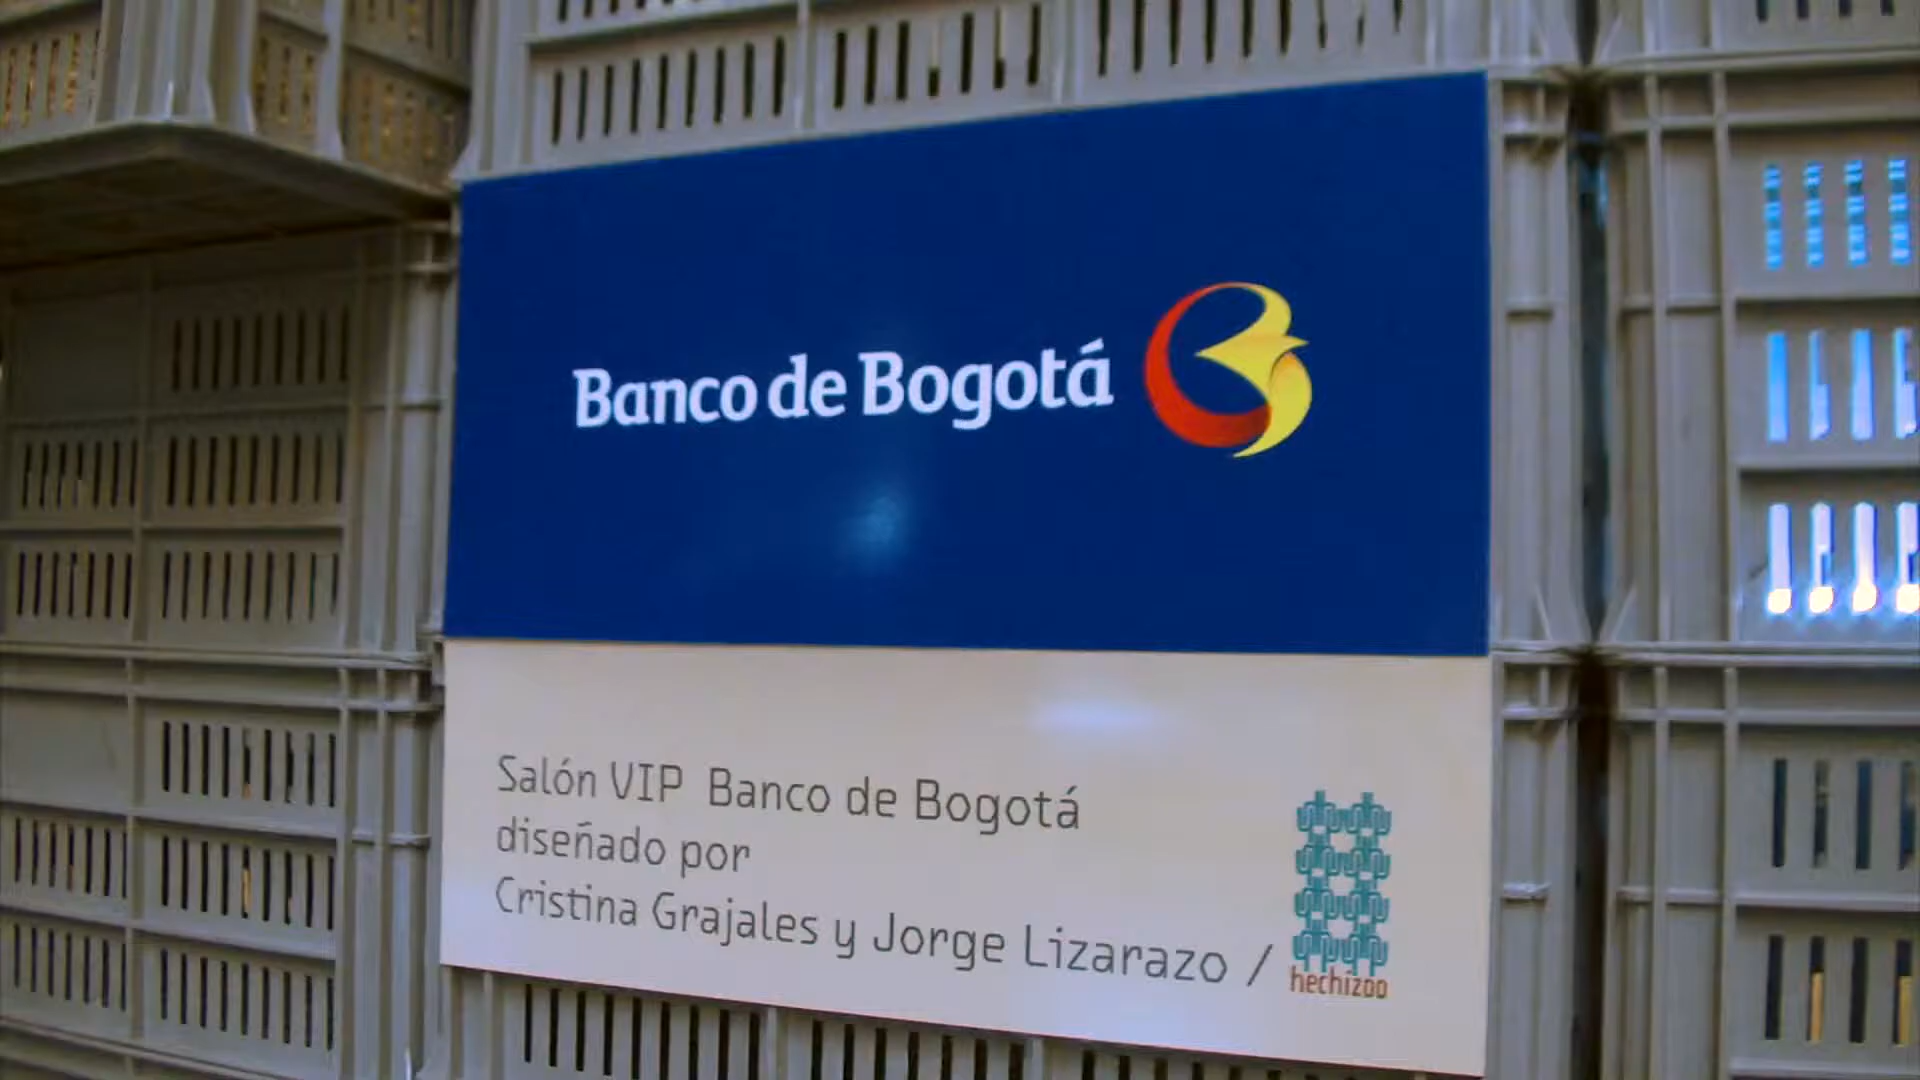 Banco de Bogotá
Salón VIP Banco de Bogotá
diseñado por
Cristina Grajales y Jorge Lizarazo /
hechizoo